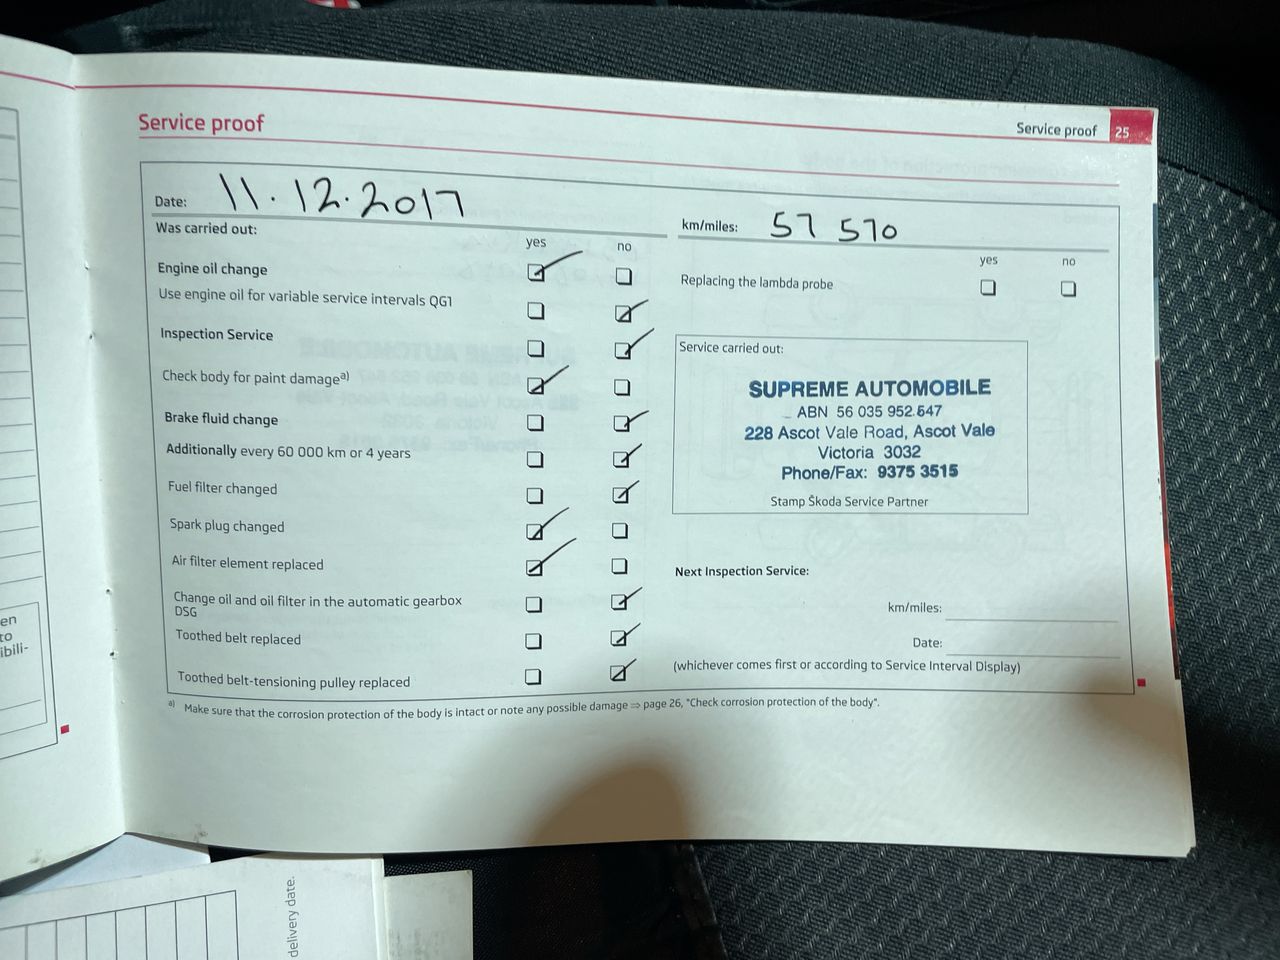 Service proof
Service proof 25
Date: 11.12.2017
km/miles: 57 570
Was carried out:
yes no
Engine oil change
Use engine oil for variable service intervals QG1
Inspection Service
Check body for paint damage a)
Brake fluid change
Additionally every 60 000 km or 4 years
Fuel filter changed
Spark plug changed
Air filter element replaced
Change oil and oil filter in the automatic gearbox
DSG
Toothed belt replaced
Toothed belt-tensioning pulley replaced
yes no
Replacing the lambda probe
Service carried out:
SUPREME AUTOMOBILE
ABN 56 035 952 647
228 Ascot Vale Road, Ascot Vale
Victoria 3032
Phone/Fax: 9375 3515
Stamp Škoda Service Partner
Next Inspection Service:
km/miles:
Date:
(whichever comes first or according to Service Interval Display)
a) Make sure that the corrosion protection of the body is intact or note any possible damage ⇒ page 26, "Check corrosion protection of the body".
en
to
ibili-
delivery date.